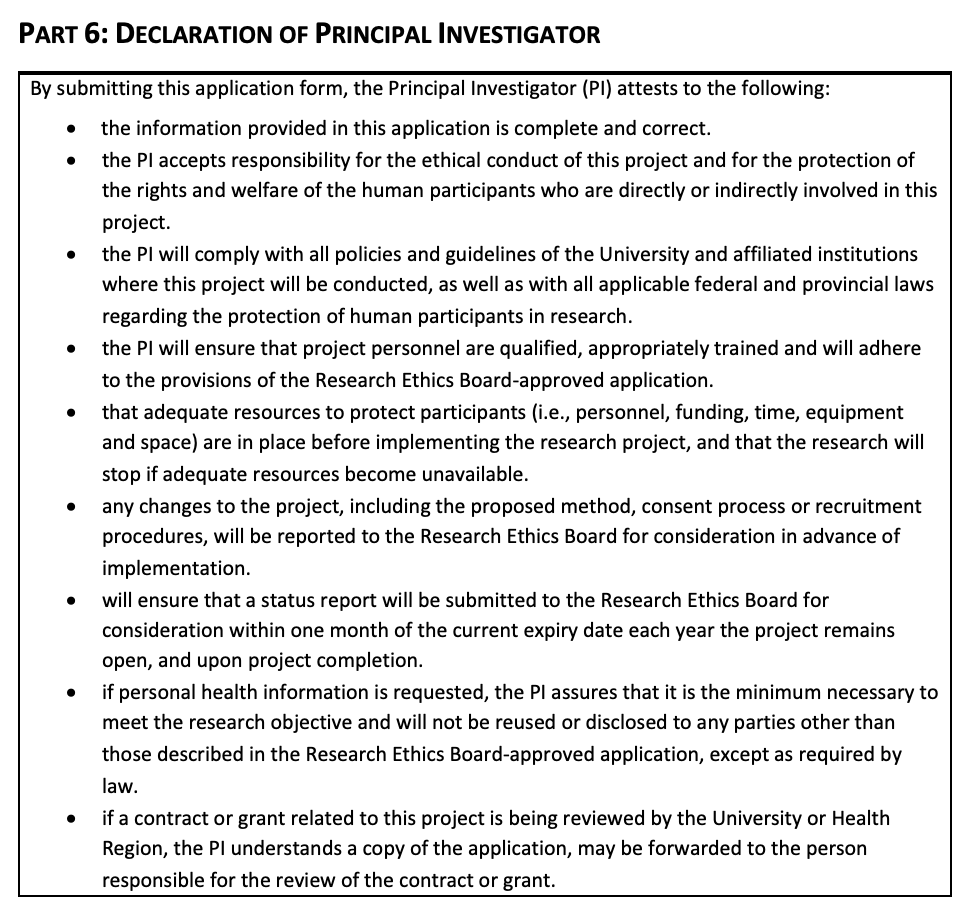 PART 6: DECLARATION OF PRINCIPAL INVESTIGATOR
By submitting this application form, the Principal Investigator (PI) attests to the following:
• the information provided in this application is complete and correct.
• the PI accepts responsibility for the ethical conduct of this project and for the protection of
the rights and welfare of the human participants who are directly or indirectly involved in this
project.
• the PI will comply with all policies and guidelines of the University and affiliated institutions
where this project will be conducted, as well as with all applicable federal and provincial laws
regarding the protection of human participants in research.
• the PI will ensure that project personnel are qualified, appropriately trained and will adhere
to the provisions of the Research Ethics Board-approved application.
• that adequate resources to protect participants (i.e., personnel, funding, time, equipment
and space) are in place before implementing the research project, and that the research will
stop if adequate resources become unavailable.
• any changes to the project, including the proposed method, consent process or recruitment
procedures, will be reported to the Research Ethics Board for consideration in advance of
implementation.
• will ensure that a status report will be submitted to the Research Ethics Board for
consideration within one month of the current expiry date each year the project remains
open, and upon project completion.
• if personal health information is requested, the PI assures that it is the minimum necessary to
meet the research objective and will not be reused or disclosed to any parties other than
those described in the Research Ethics Board-approved application, except as required by
law.
• if a contract or grant related to this project is being reviewed by the University or Health
Region, the PI understands a copy of the application, may be forwarded to the person
responsible for the review of the contract or grant.